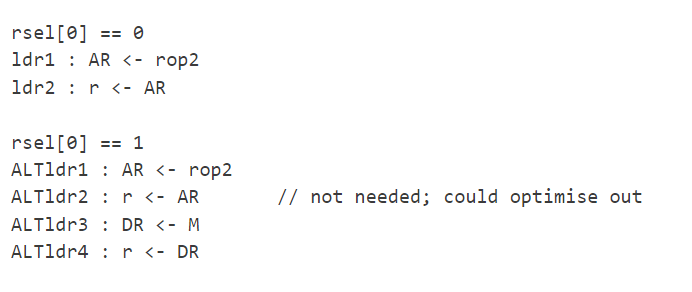 rsel[0] == 0
ldr1 : AR <- rop2
ldr2 : r <- AR
rsel[0] == 1
ALTldr1 : AR <- rop2
ALTldr2 : r <- AR // not needed; could optimise out
ALTldr3 : DR <- M
ALTldr4 : r <- DR